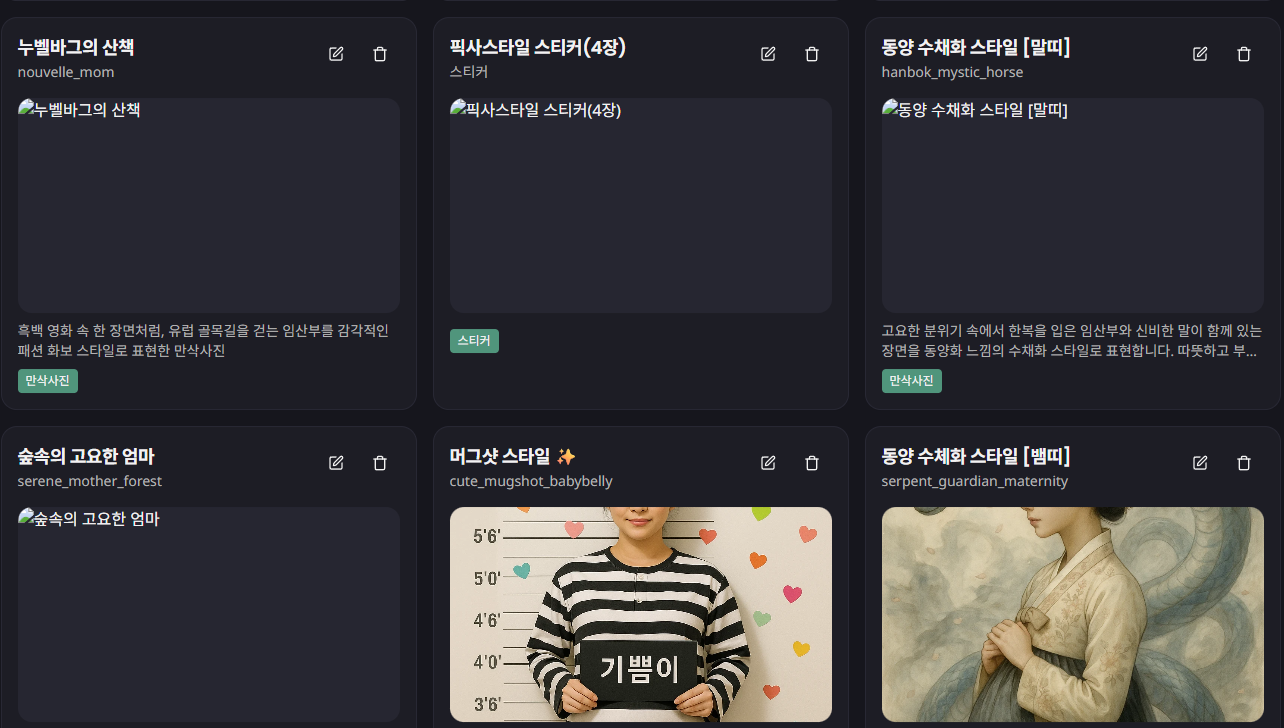 누벨바그의 산책
nouvelle_mom
누벨바그의 산책
흑백 영화 속 한 장면처럼, 유럽 골목길을 걷는 임산부를 감각적인
패션 화보 스타일로 표현한 만삭사진
만삭사진
픽사스타일 스티커(4장)
스티커
픽사스타일 스티커(4장)
스티커
동양 수채화 스타일 [말띠]
hanbok_mystic_horse
동양 수채화 스타일 [말띠]
고요한 분위기 속에서 한복을 입은 임산부와 신비한 말이 함께 있는
장면을 동양화 느낌의 수채화 스타일로 표현합니다. 따뜻하고 부...
만삭사진
숲속의 고요한 엄마
serene_mother_forest
숲속의 고요한 엄마
머그샷 스타일 ✨
cute_mugshot_babybelly
5'6'
5'0'
4'6'
4'0'
3'6'
기쁨이
동양 수체화 스타일 [뱀띠]
serpent_guardian_maternity